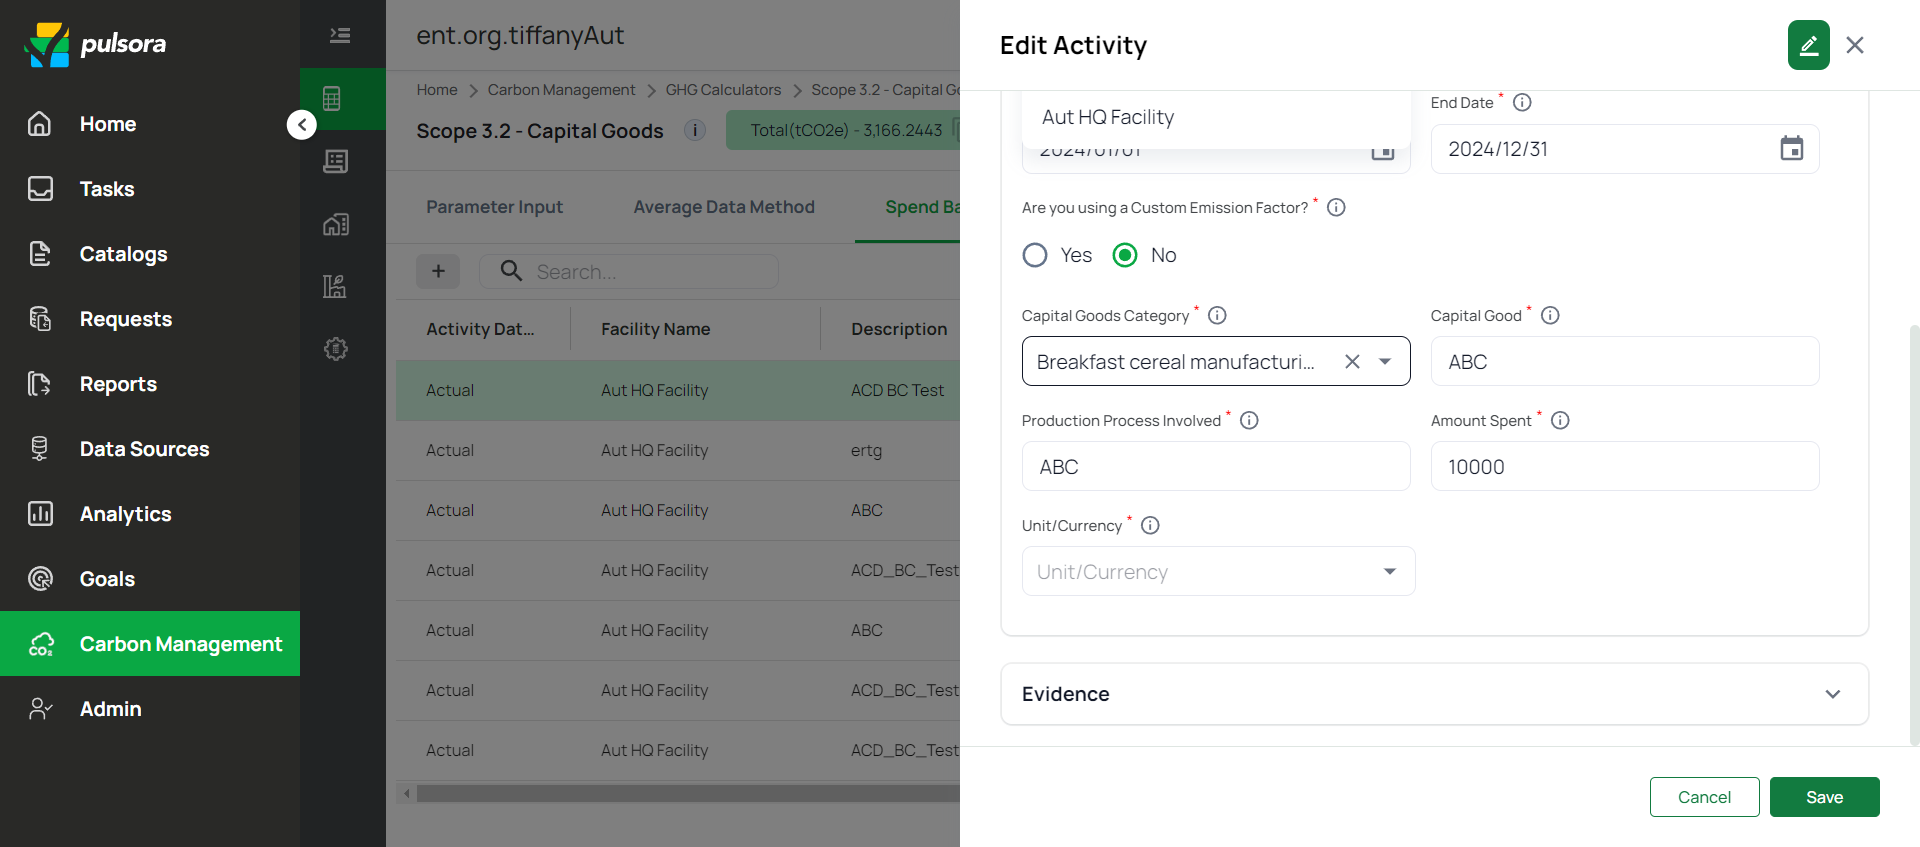 pulsora
Home
Tasks
Catalogs
Requests
Reports
Data Sources
Analytics
Goals
Carbon Management
Admin
ent.org.tiffanyAut
Home > Carbon Management > GHG Calculators > Scope 3.2 - Capital Go
Scope 3.2 - Capital Goods
Total(tCO2e) - 3,166.2443
Parameter Input Average Data Method Spend Ba
+ Search...
Activity Dat... Facility Name Description
Actual Aut HQ Facility ACD BC Test
Actual Aut HQ Facility ertg
Actual Aut HQ Facility ABC
Actual Aut HQ Facility ACD_BC_Test
Actual Aut HQ Facility ABC
Actual Aut HQ Facility ACD_BC_Test
Actual Aut HQ Facility ACD_BC_Test
Edit Activity
Aut HQ Facility
End Date *
2024/01/01
2024/12/31
Are you using a Custom Emission Factor? *
Yes No
Capital Goods Category * Capital Good *
Breakfast cereal manufacturi... ABC
Production Process Involved * Amount Spent *
ABC 10000
Unit/Currency *
Unit/Currency
Evidence
Cancel Save